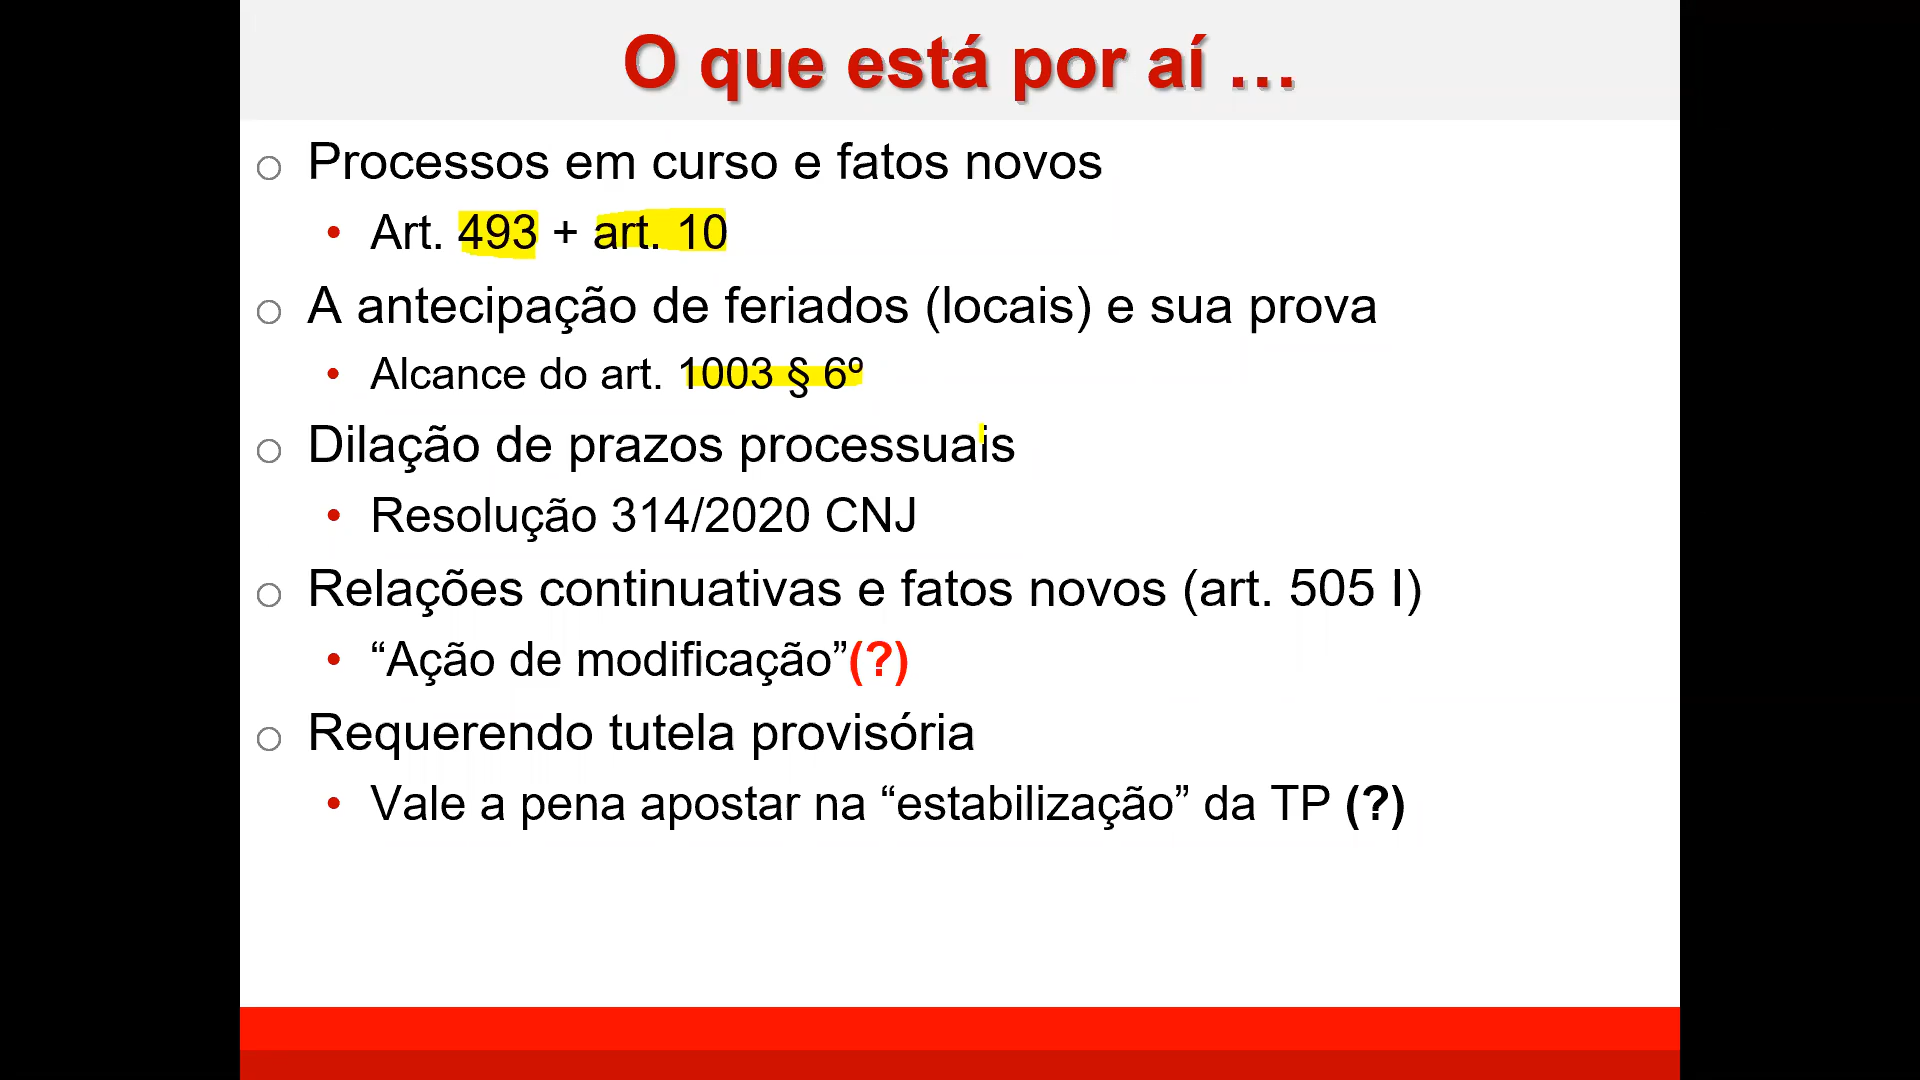 O que está por aí ...
Processos em curso e fatos novos
Art. 493 + art. 10
A antecipação de feriados (locais) e sua prova
Alcance do art. 1003 § 6º
Dilação de prazos processuais
Resolução 314/2020 CNJ
Relações continuativas e fatos novos (art. 505 I)
“Ação de modificação”(?)
Requerendo tutela provisória
Vale a pena apostar na “estabilização” da TP (?)